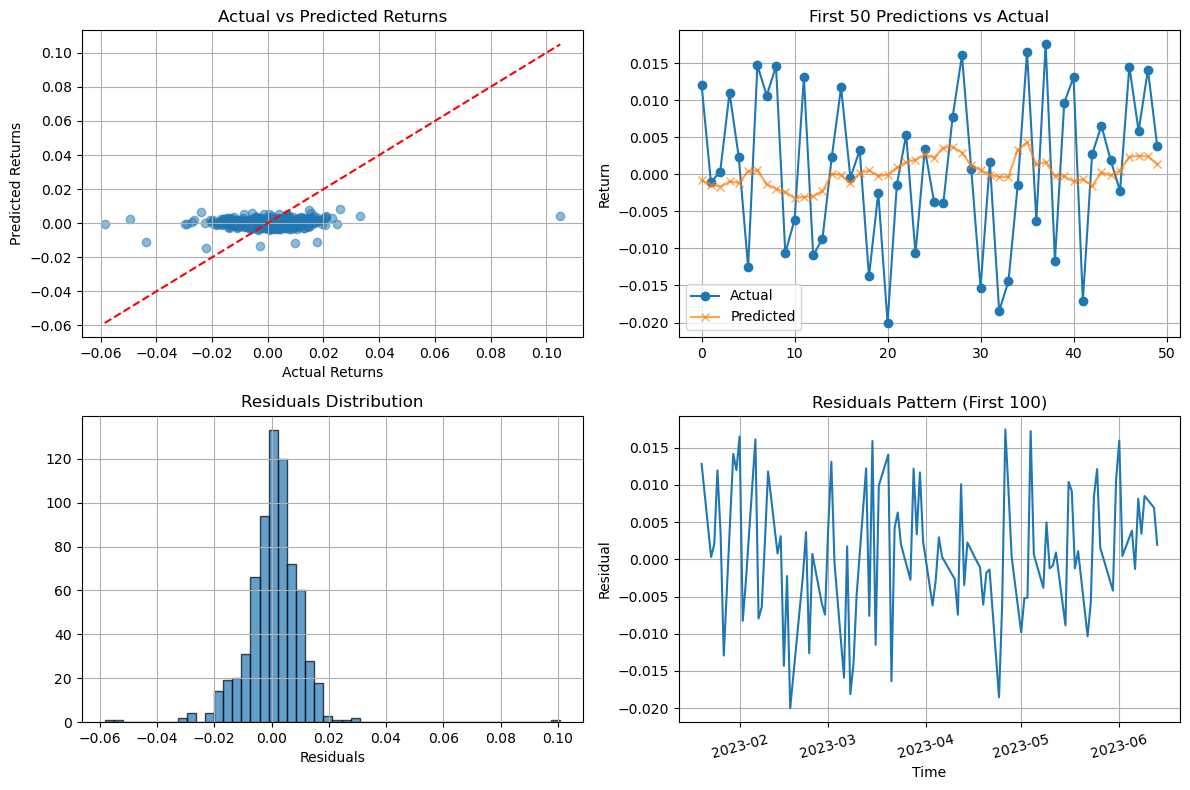 Actual vs Predicted Returns
Predicted Returns
0.10
0.08
0.06
0.04
0.02
0.00
−0.02
−0.04
−0.06
−0.06 −0.04 −0.02 0.00 0.02 0.04 0.06 0.08 0.10
Actual Returns
First 50 Predictions vs Actual
Return
0.015
0.010
0.005
0.000
−0.005
−0.010
−0.015
−0.020
Actual
Predicted
0 10 20 30 40 50
Residuals Distribution
120
100
80
60
40
20
0
−0.06 −0.04 −0.02 0.00 0.02 0.04 0.06 0.08 0.10
Residuals
Residuals Pattern (First 100)
Residual
0.015
0.010
0.005
0.000
−0.005
−0.010
−0.015
−0.020
2023-02 2023-03 2023-04 2023-05 2023-06
Time